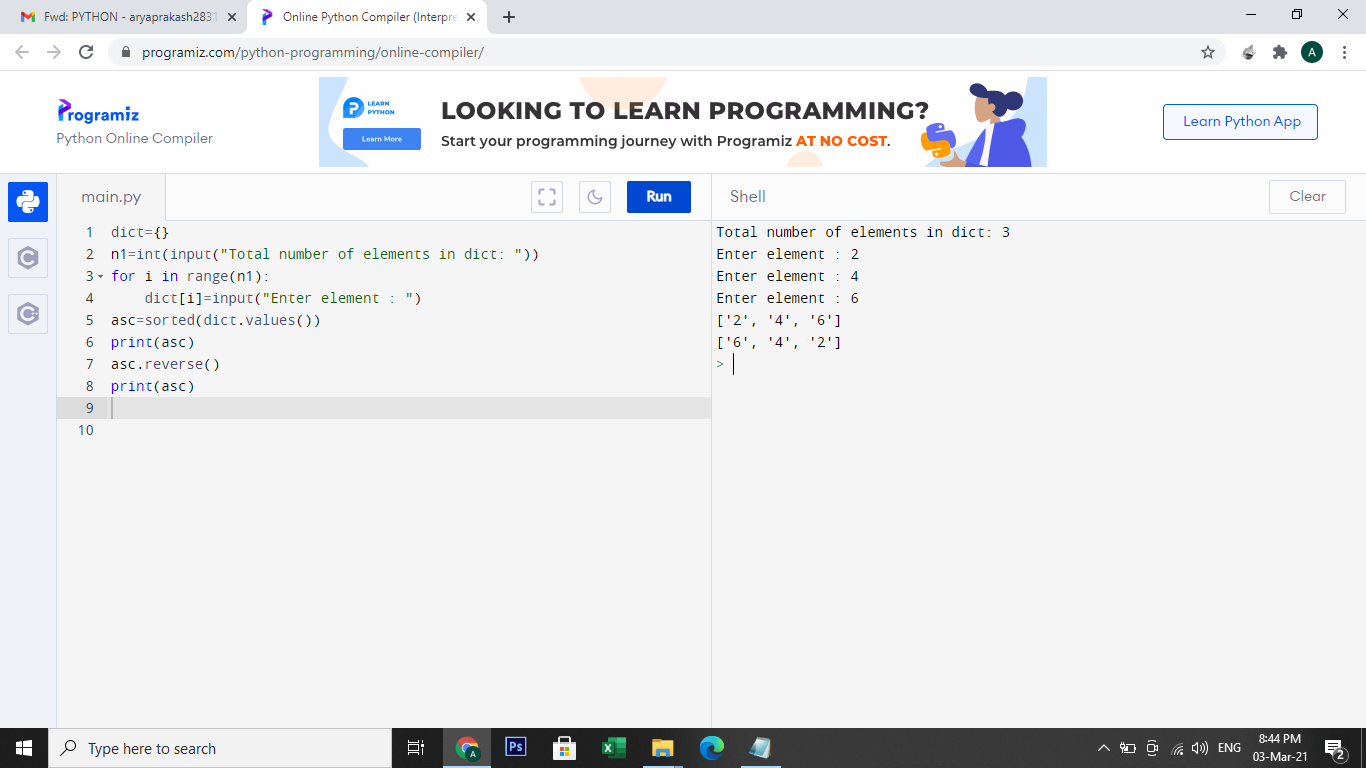 Fwd: PYTHON - aryaprakash2831
Online Python Compiler (Interpre
programiz.com/python-programming/online-compiler/
A
Programiz
Python Online Compiler
LEARN
PYTHON
Learn More
LOOKING TO LEARN PROGRAMMING?
Start your programming journey with Programiz AT NO COST.
Learn Python App
main.py
Run
Shell
Clear
1 dict={}
2 n1=int(input("Total number of elements in dict: "))
3 for i in range(n1):
4     dict[i]=input("Enter element : ")
5 asc=sorted(dict.values())
6 print(asc)
7 asc.reverse()
8 print(asc)
9
10
Total number of elements in dict: 3
Enter element : 2
Enter element : 4
Enter element : 6
['2', '4', '6']
['6', '4', '2']
>
Type here to search
A
Ps
ENG
8:44 PM
03-Mar-21
2